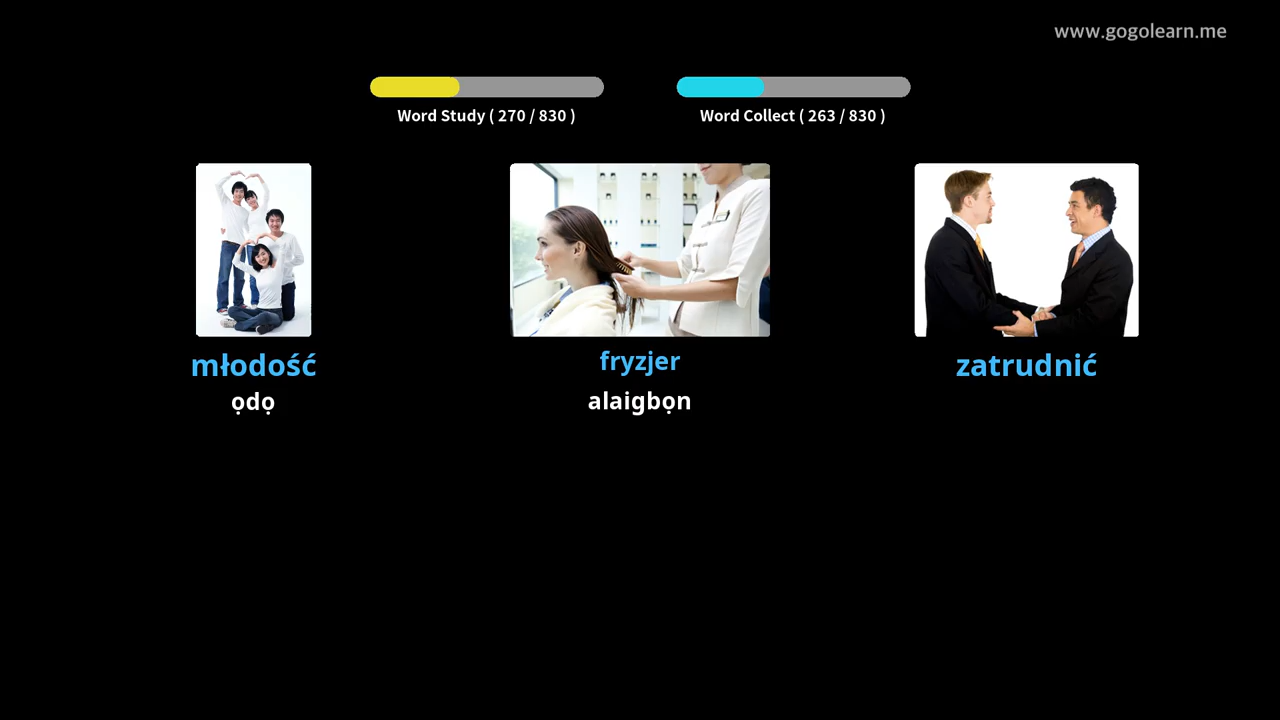 www.gogolearn.me
Word Study ( 270 / 830 )
Word Collect ( 263 / 830 )
młodość
fryzjer
zatrudnić
ọdọ
alaigbọn